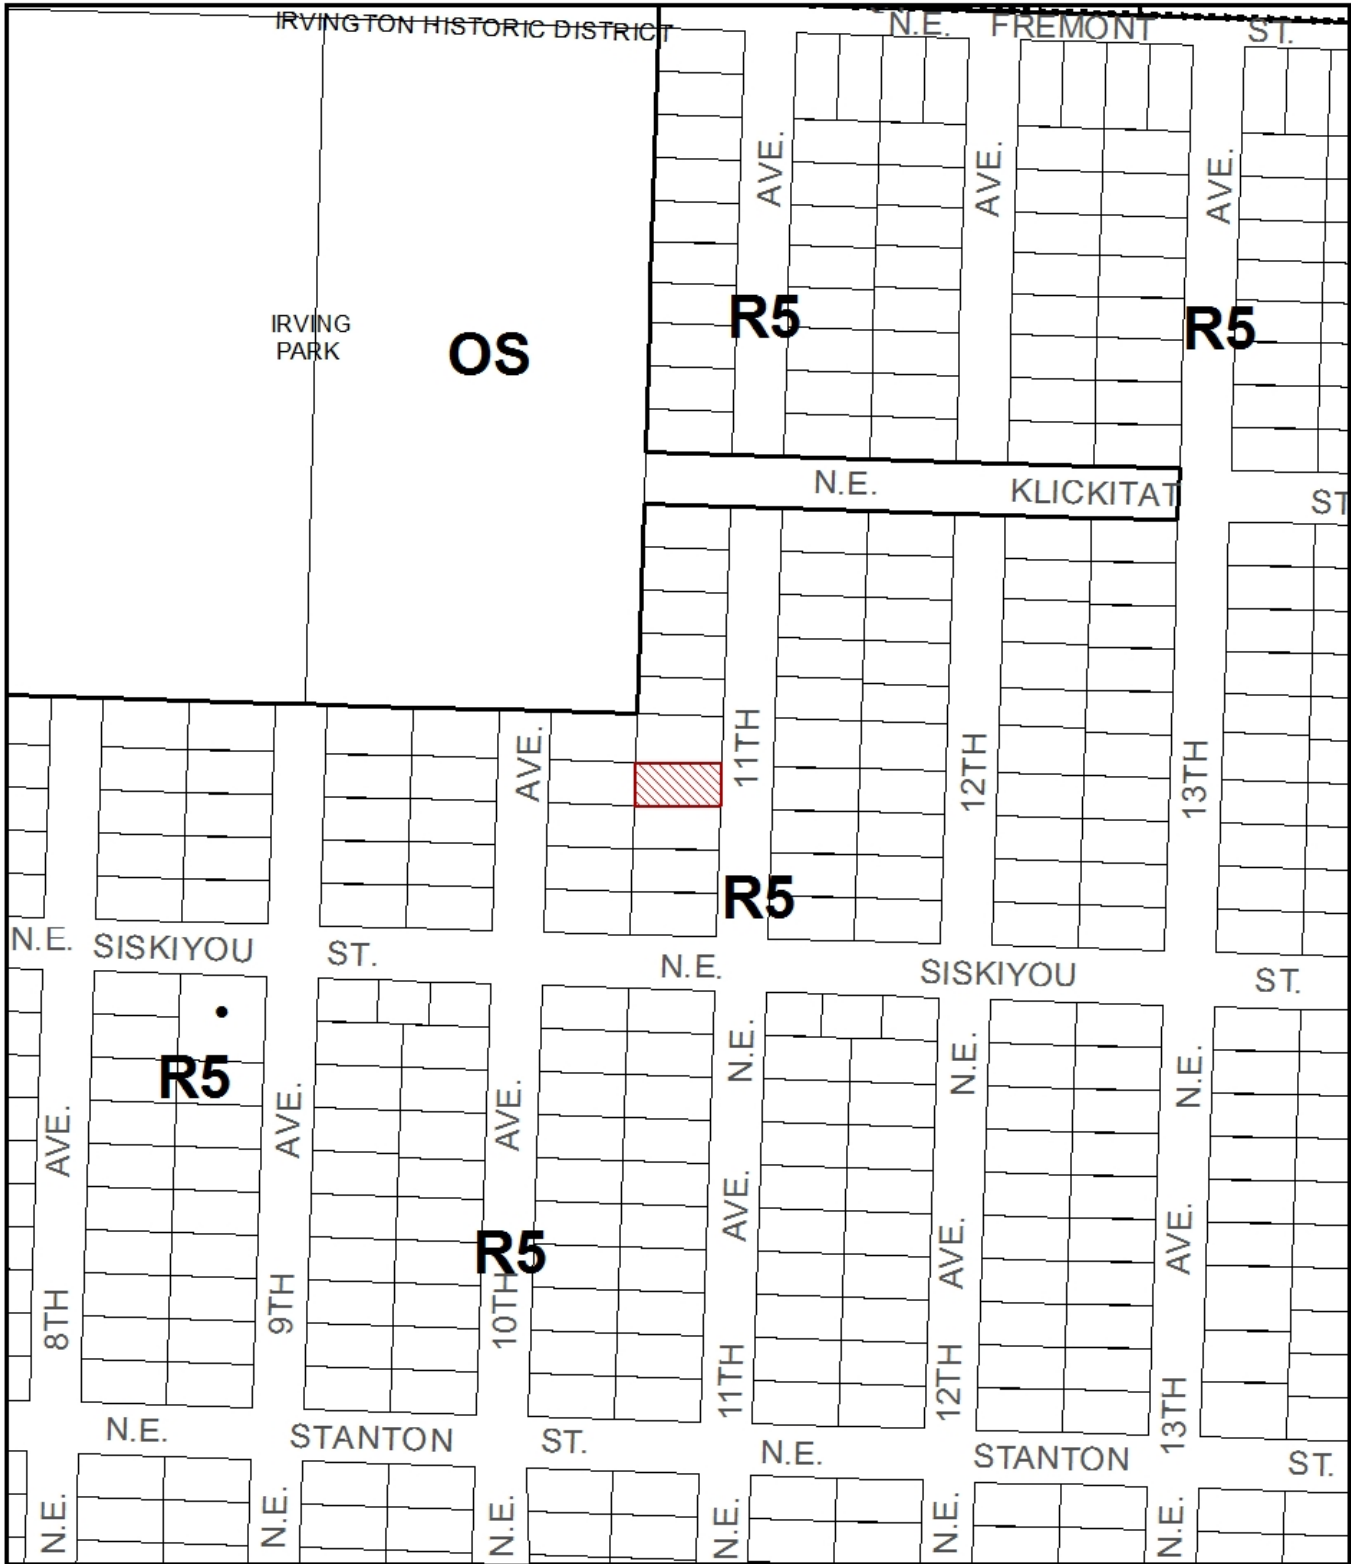 IRVINGTON HISTORIC DISTRICT
N.E. FREMONT ST.
AVE.
AVE.
AVE.
R5
R5
IRVING
PARK
OS
N.E. KLICKITAT ST
11TH
AVE.
12TH
13TH
R5
N.E. SISKIYOU ST. N.E. SISKIYOU ST.
N.E.
N.E.
N.E.
R5
AVE.
AVE.
AVE.
AVE.
AVE.
AVE.
R5
8TH
9TH
10TH
11TH
12TH
13TH
N.E. STANTON ST. N.E. STANTON ST.
N.E.
N.E.
N.E.
N.E.
N.E.
N.E.